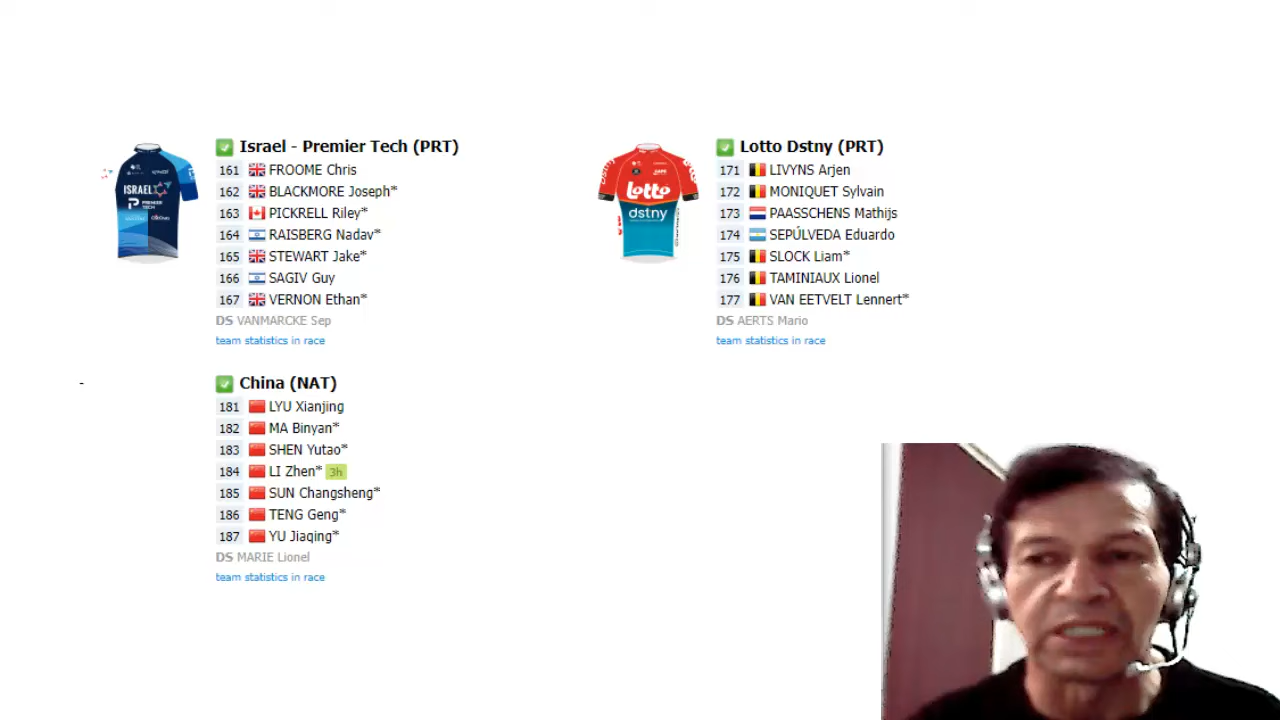 Israel - Premier Tech (PRT)
161 FROOME Chris
162 BLACKMORE Joseph*
163 PICKRELL Riley*
164 RAISBERG Nadav*
165 STEWART Jake*
166 SAGIV Guy
167 VERNON Ethan*
DS VANMARCKE Sep
team statistics in race
ISRAEL
PREMIER TECH
Lotto Dstny (PRT)
171 LIVYNS Arjen
172 MONIQUET Sylvain
173 PAASSCHENS Mathijs
174 SEPÚLVEDA Eduardo
175 SLOCK Liam*
176 TAMINIAUX Lionel
177 VAN EETVELT Lennert*
DS AERTS Mario
team statistics in race
lotto
dstny
-
China (NAT)
181 LYU Xianjing
182 MA Binyan*
183 SHEN Yutao*
184 LI Zhen* 3h
185 SUN Changsheng*
186 TENG Geng*
187 YU Jiaqing*
DS MARIE Lionel
team statistics in race